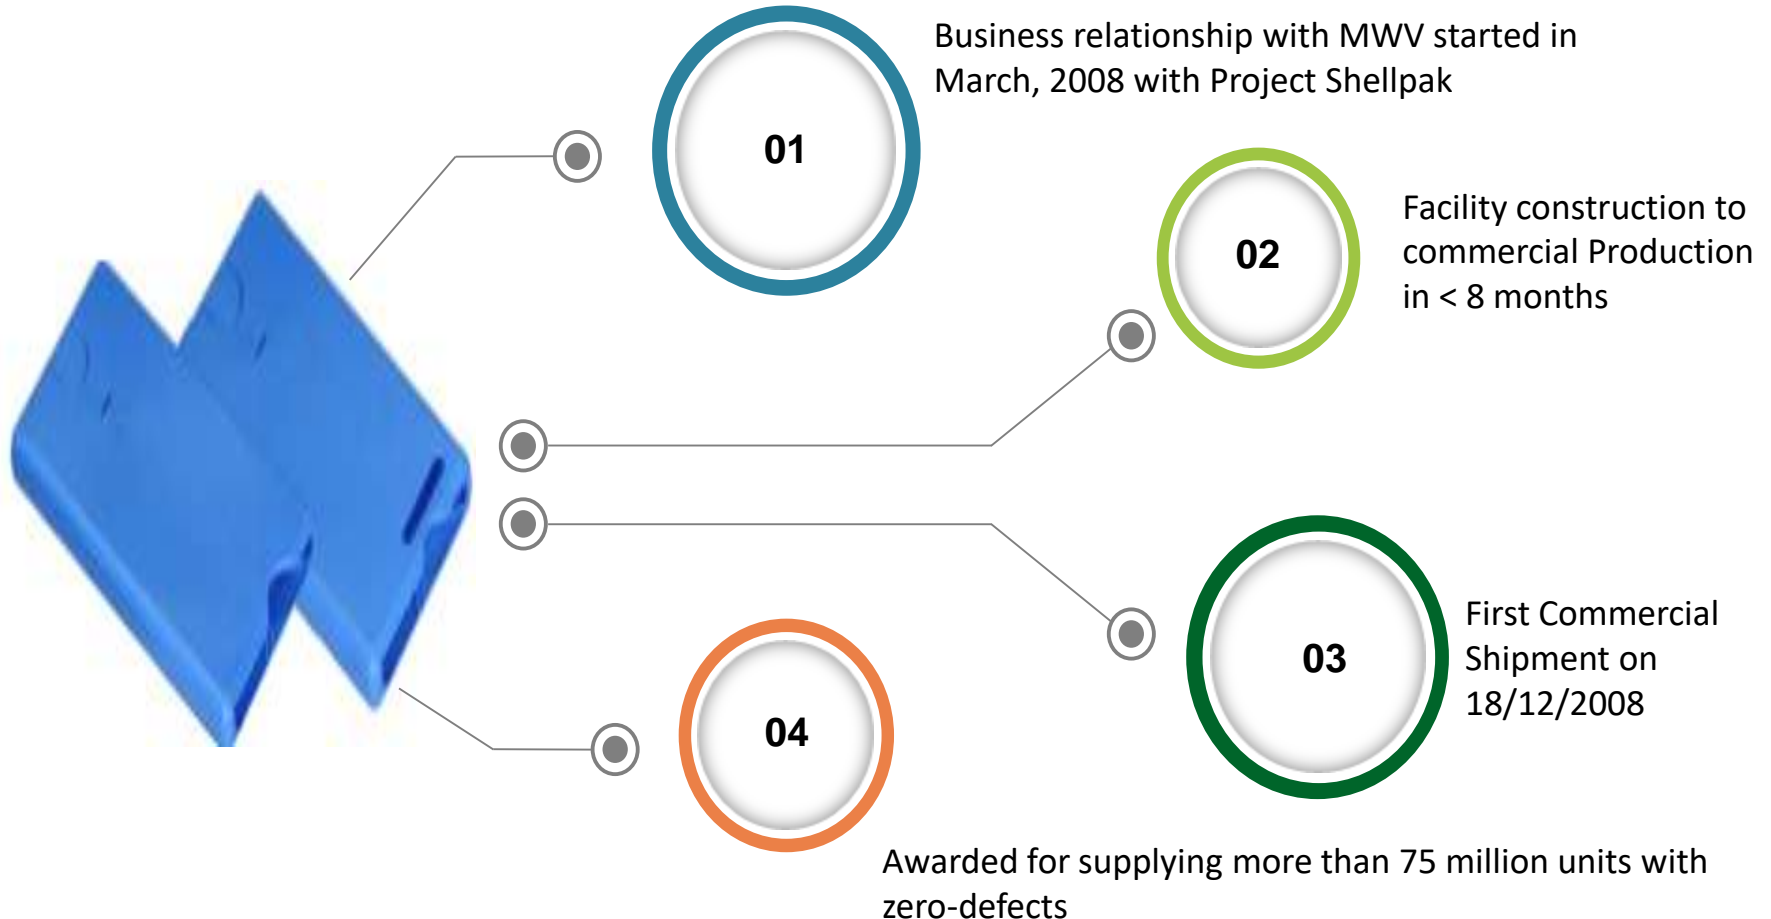 01
Business relationship with MWV started in
March, 2008 with Project Shellpak
02
Facility construction to
commercial Production
in < 8 months
03
First Commercial
Shipment on
18/12/2008
04
Awarded for supplying more than 75 million units with
zero-defects